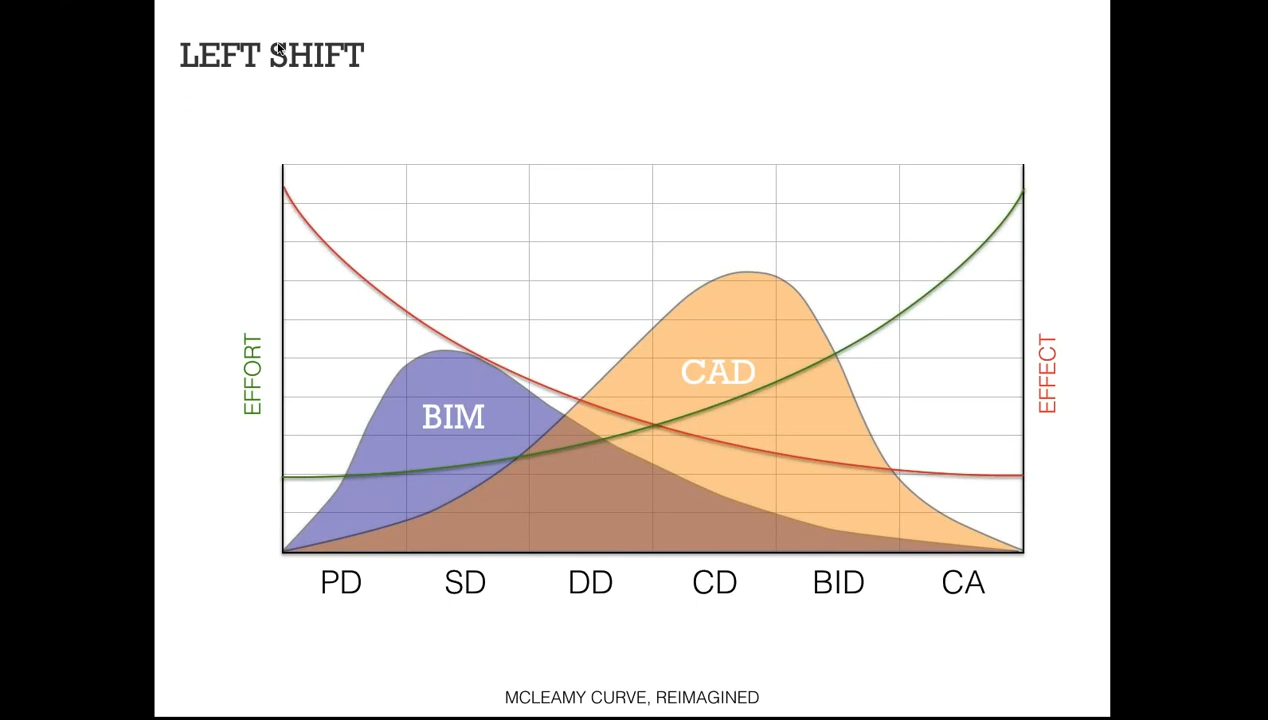 LEFT SHIFT
EFFORT
BIM
CAD
EFFECT
PD SD DD CD BID CA
MCLEAMY CURVE, REIMAGINED